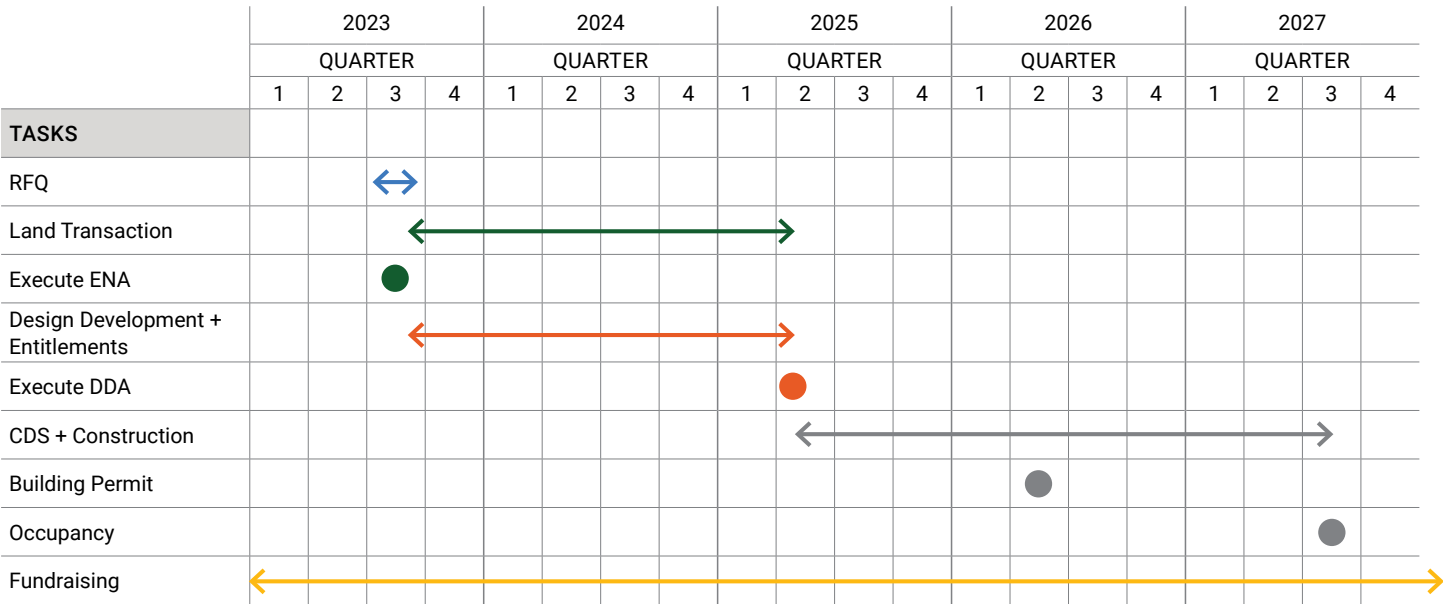 2023 2024 2025 2026 2027
QUARTER QUARTER QUARTER QUARTER QUARTER
1 2 3 4 1 2 3 4 1 2 3 4 1 2 3 4 1 2 3 4
TASKS
RFQ
Land Transaction
Execute ENA
Design Development +
Entitlements
Execute DDA
CDS + Construction
Building Permit
Occupancy
Fundraising